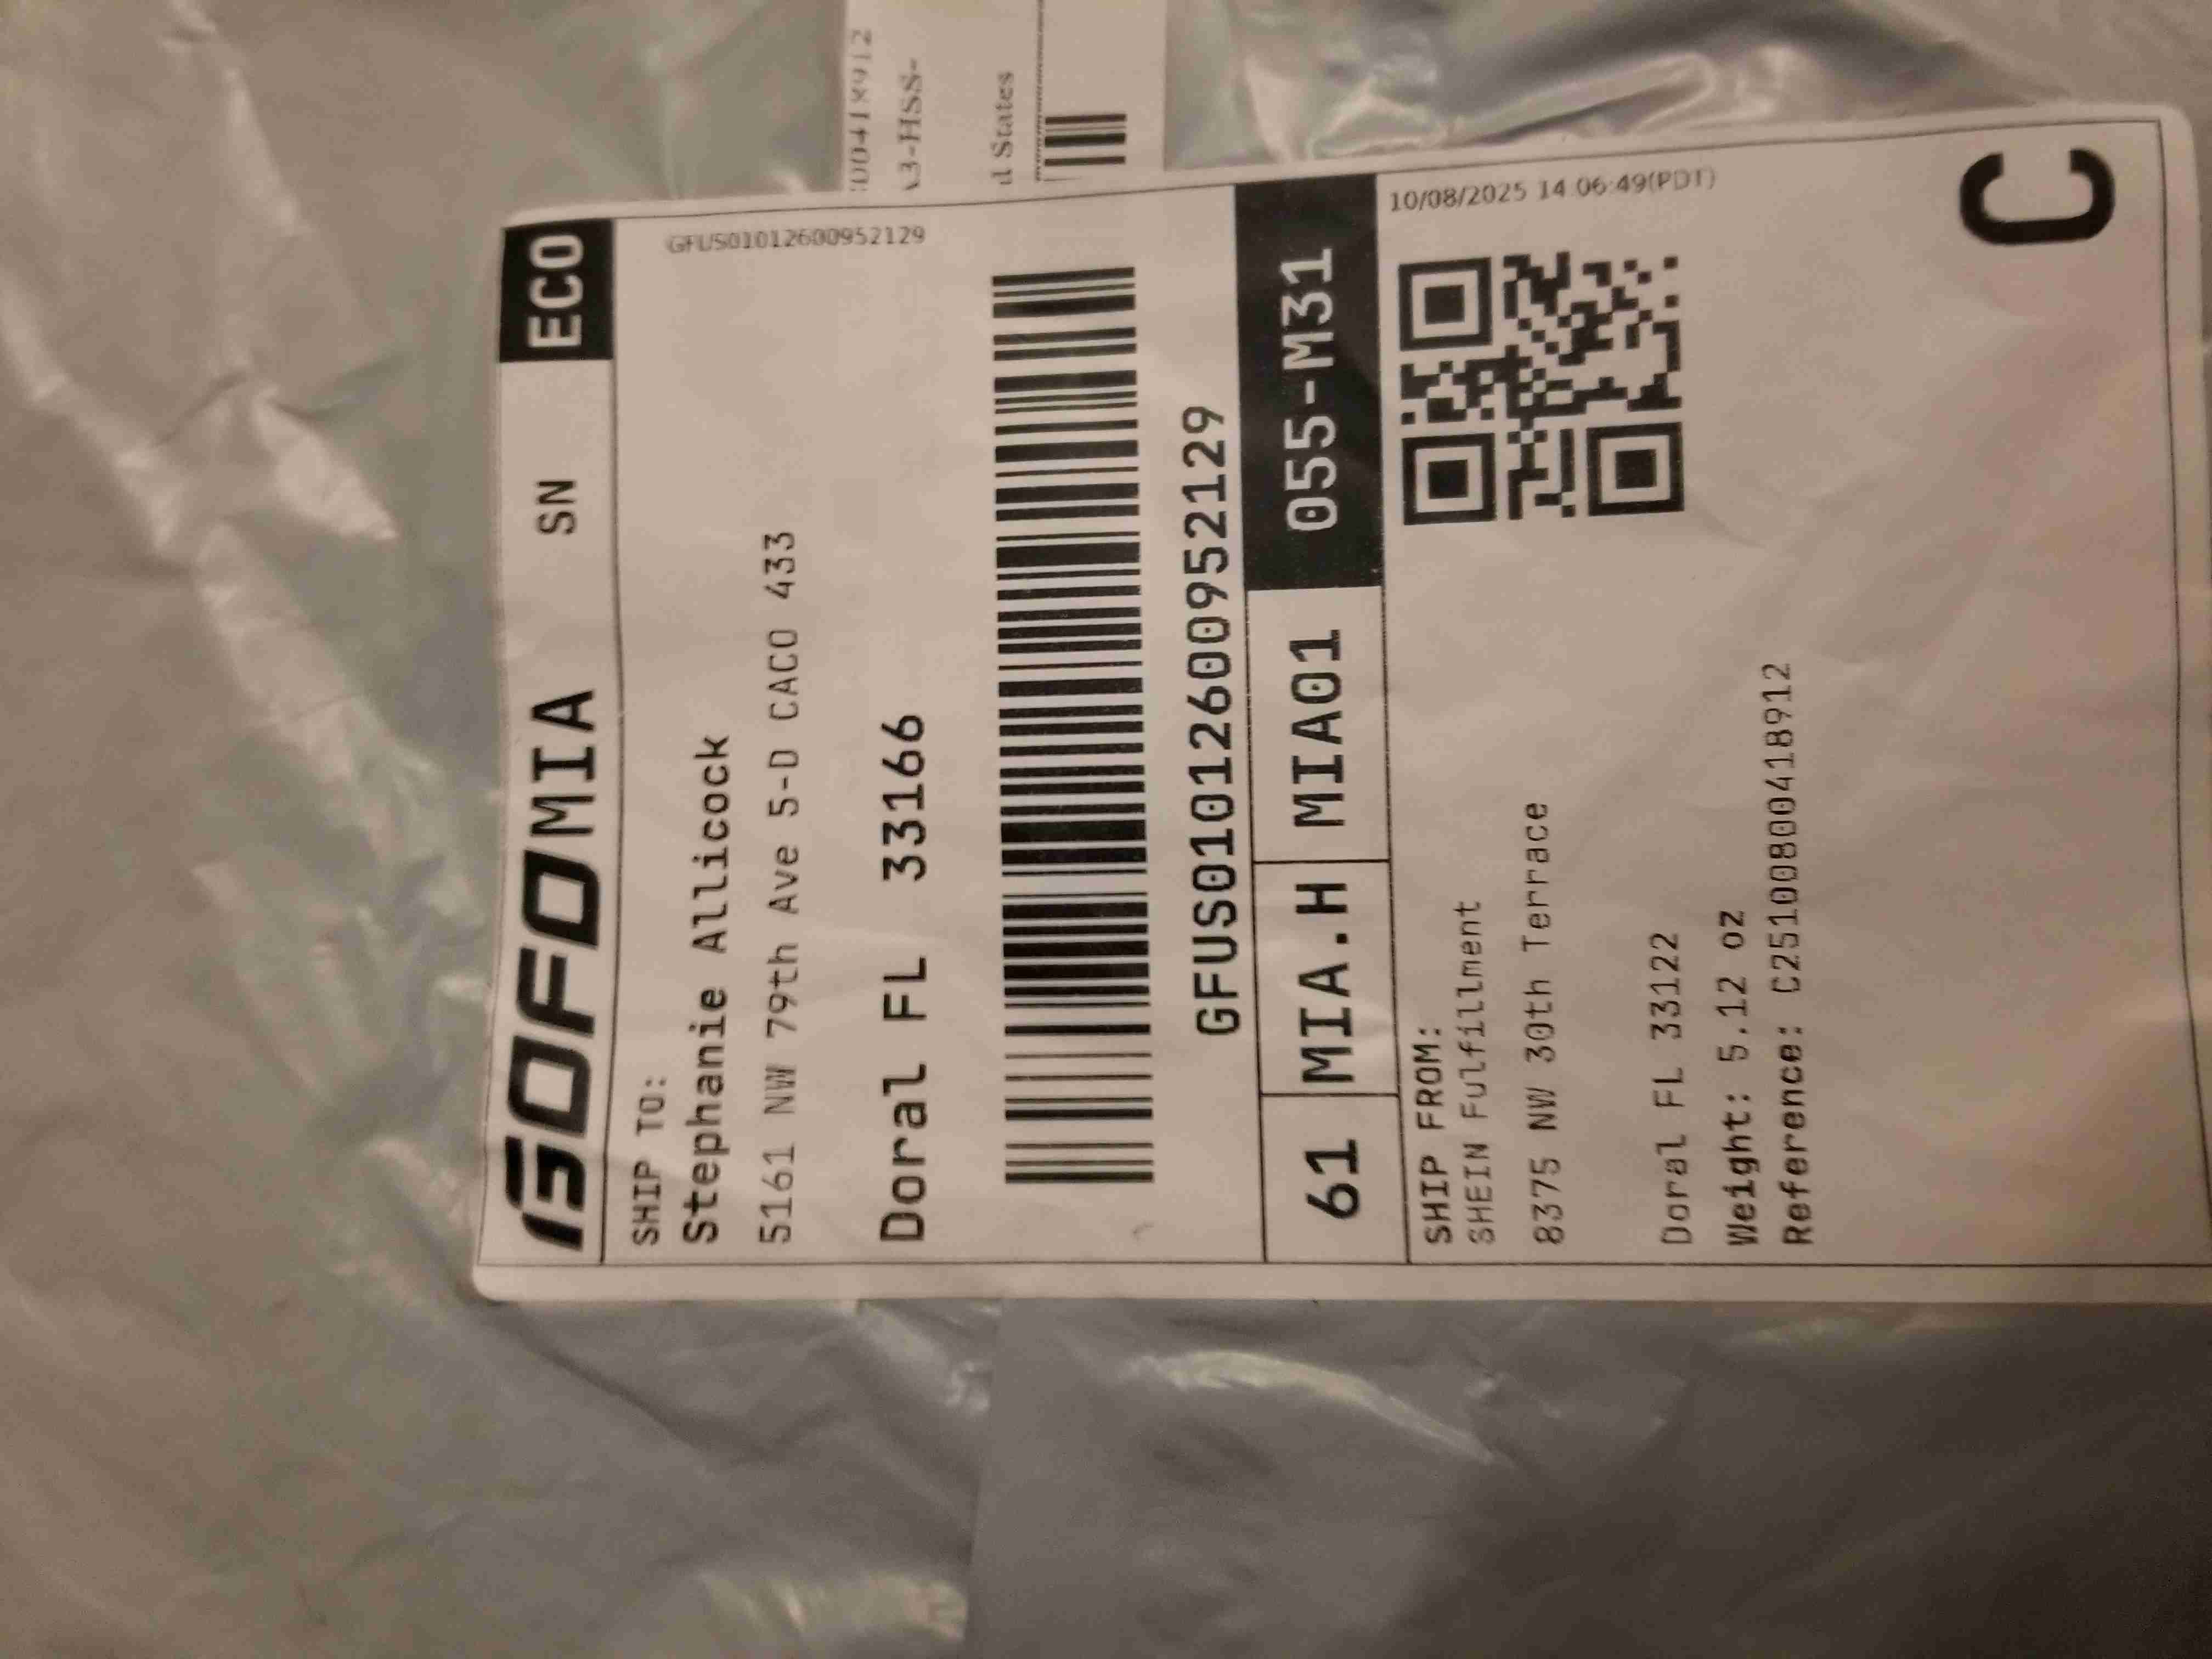 GOFO MIA SN ECO
GFUS01012600952129
SHIP TO:
Stephanie Allicock
5161 NW 79th Ave 5-D CACO 433
Doral FL 33166
GFUS01012600952129
61 MIA.H MIA01 055-M31
10/08/2025 14:06:49(PDT)
SHIP FROM:
SHEIN Fulfillment
8375 NW 30th Terrace
Doral FL 33122
Weight: 5.12 oz
Reference: C25100800418912
C
States